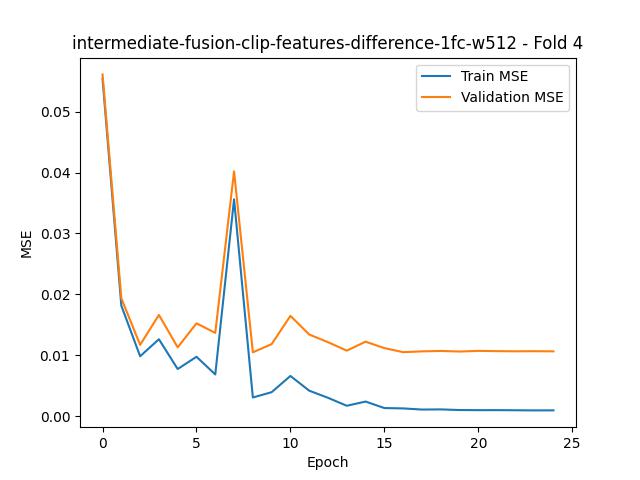 intermediate-fusion-clip-features-difference-1fc-w512 - Fold 4
Train MSE
Validation MSE
MSE
0.05
0.04
0.03
0.02
0.01
0.00
0 5 10 15 20 25
Epoch